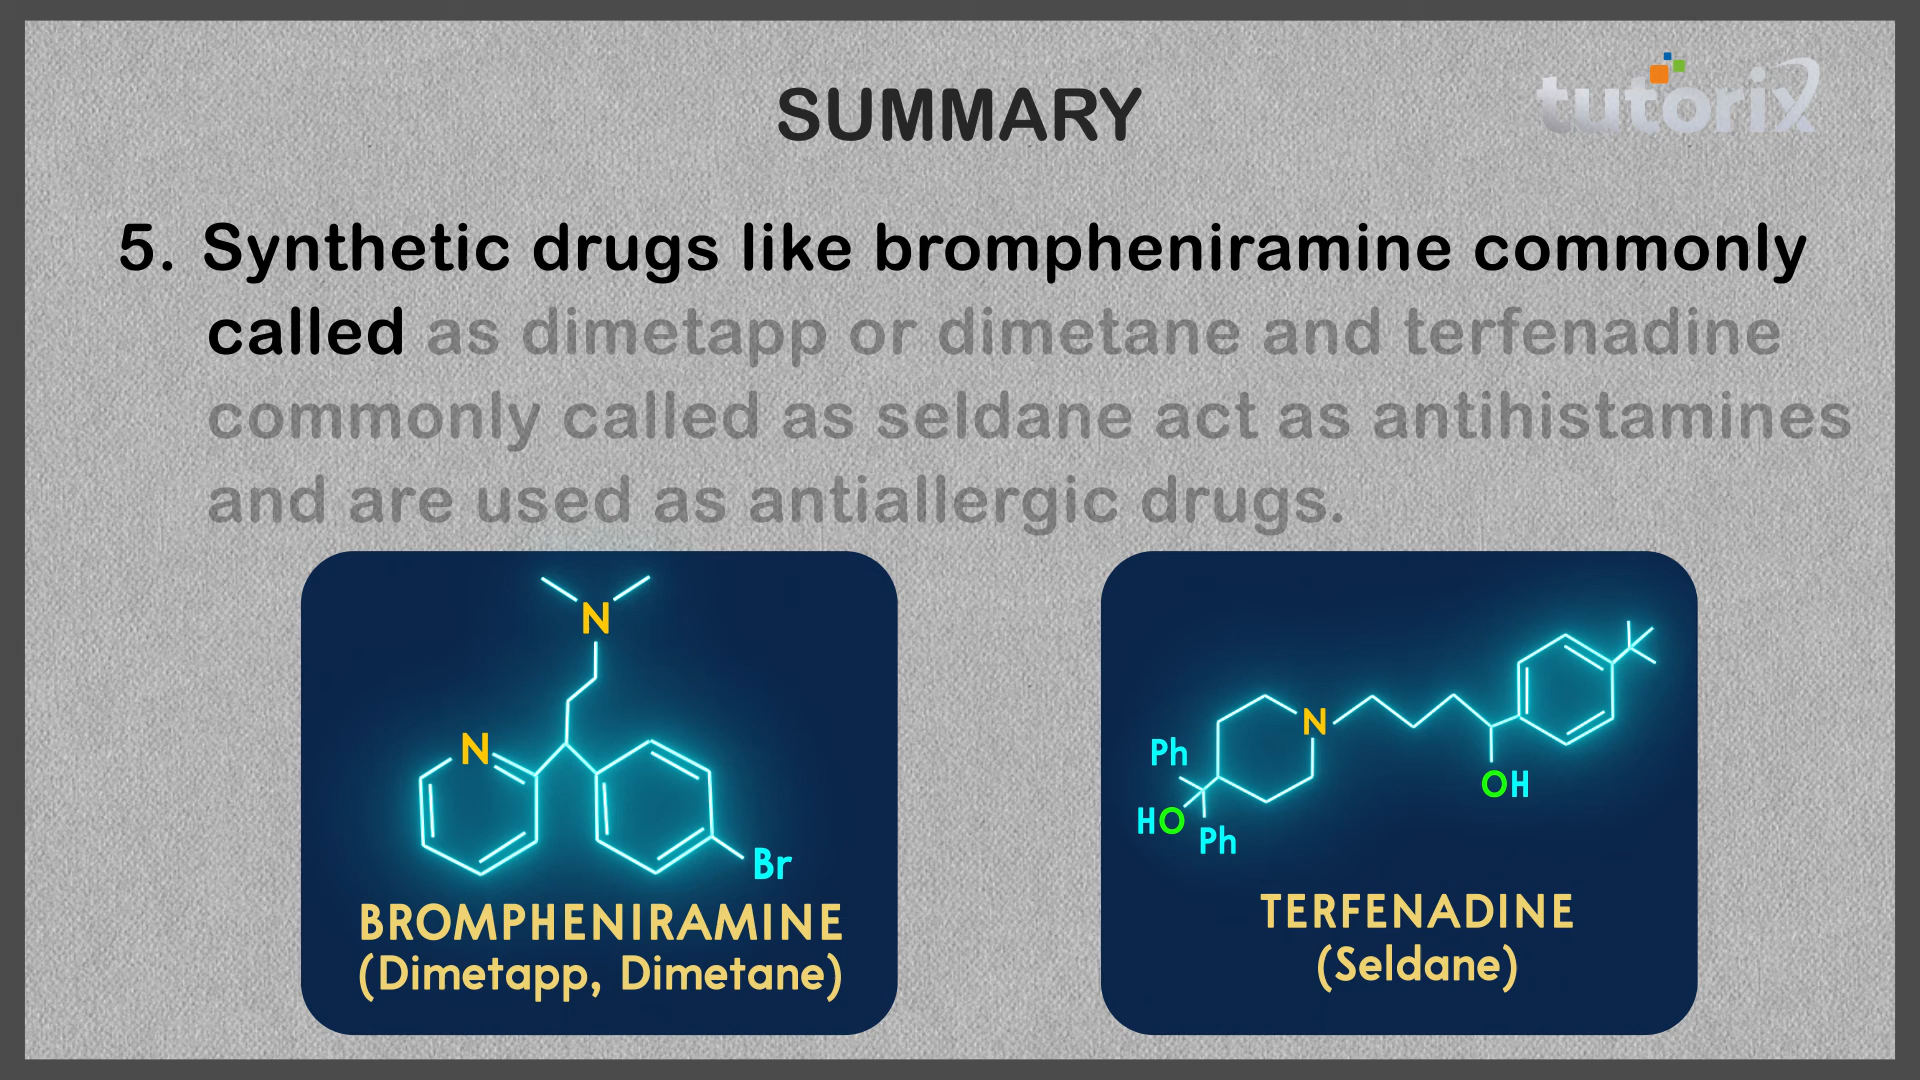 SUMMARY
tutorix
5. Synthetic drugs like brompheniramine commonly
called as dimetapp or dimetane and terfenadine
commonly called as seldane act as antihistamines
and are used as antiallergic drugs.
N
N
Br
BROMPHENIRAMINE
(Dimetapp, Dimetane)
N
Ph
HO
Ph
OH
TERFENADINE
(Seldane)